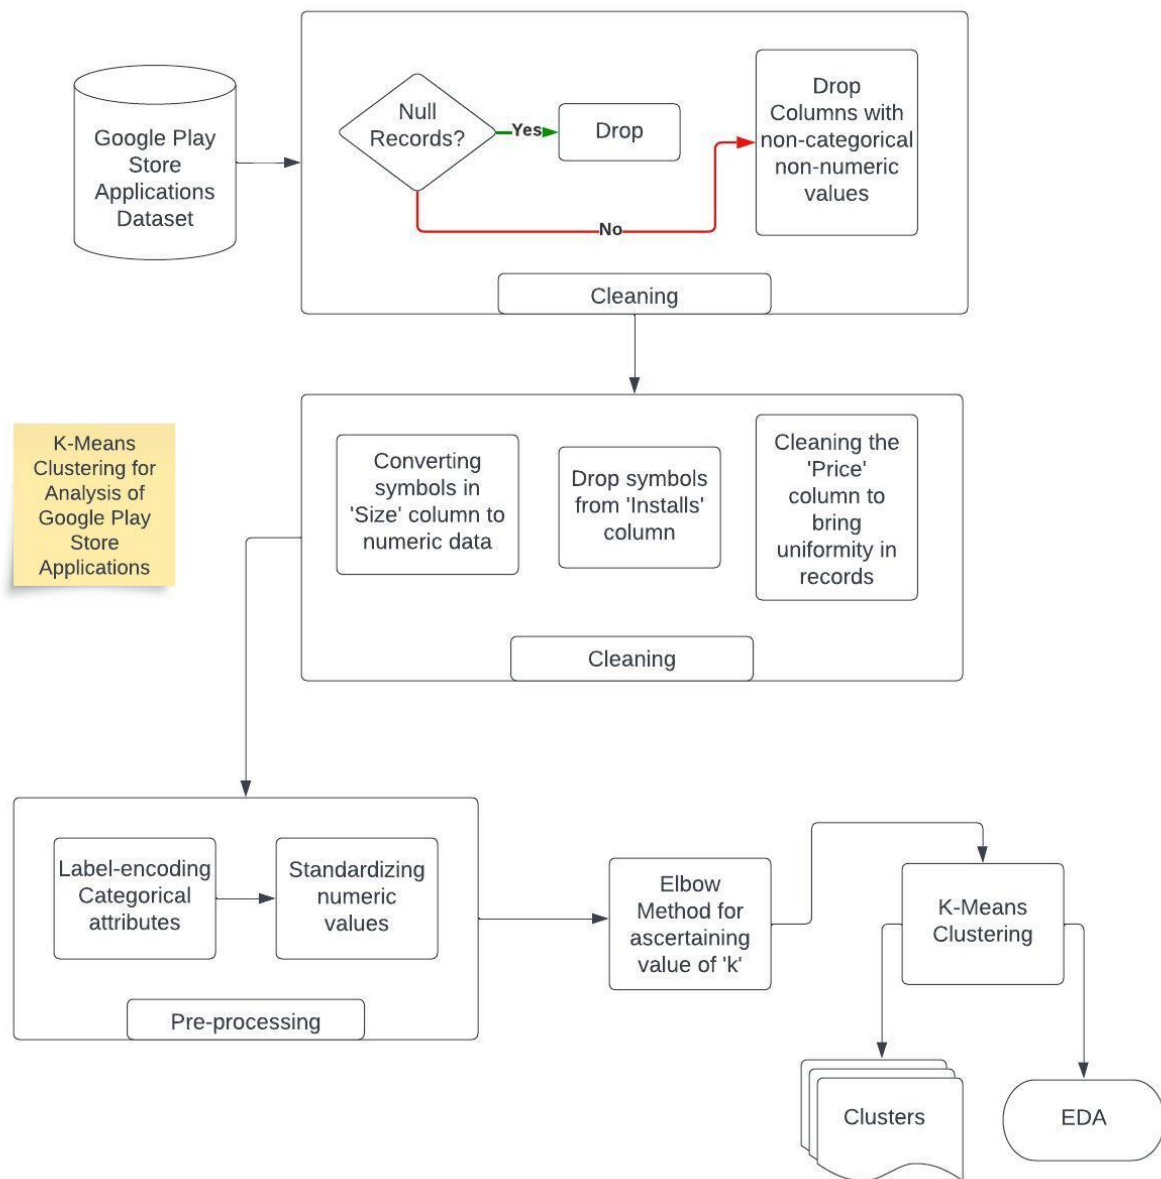 Google Play
Store
Applications
Dataset
Null
Records?
Yes
Drop
No
Drop
Columns with
non-categorical
non-numeric
values
Cleaning
K-Means
Clustering for
Analysis of
Google Play
Store
Applications
Converting
symbols in
'Size' column to
numeric data
Drop symbols
from 'Installs'
column
Cleaning the
'Price'
column to
bring
uniformity in
records
Cleaning
Label-encoding
Categorical
attributes
Standardizing
numeric
values
Pre-processing
Elbow
Method for
ascertaining
value of 'k'
K-Means
Clustering
Clusters
EDA